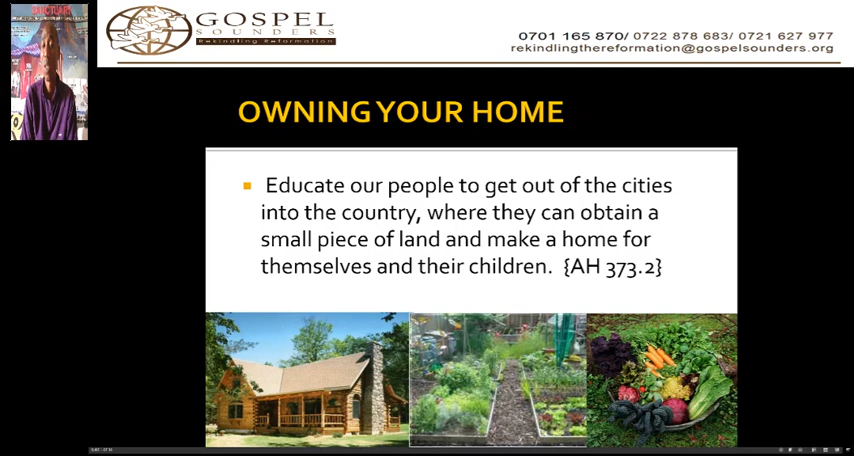 GOSPEL
SOUNDERS
Rekindling Reformation
0701 165 870/ 0722 878 683/ 0721 627 977
rekindlingthereformation@gospelsounders.org
OWNING YOUR HOME
Educate our people to get out of the cities
into the country, where they can obtain a
small piece of land and make a home for
themselves and their children. {AH 373.2}